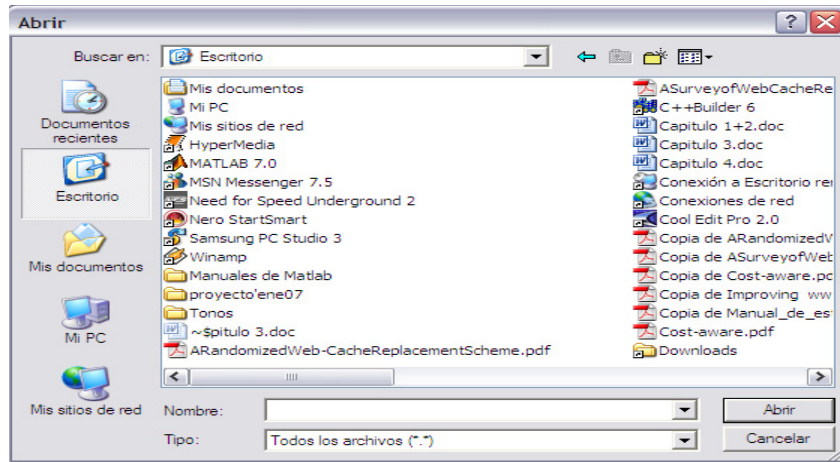 Abrir
Buscar en: Escritorio
Documentos recientes
Escritorio
Mis documentos
Mi PC
Mis sitios de red
Mis documentos
Mi PC
Mis sitios de red
HyperMedia
MATLAB 7.0
MSN Messenger 7.5
Need for Speed Underground 2
Nero StartSmart
Samsung PC Studio 3
Winamp
Manuales de Matlab
proyecto'ene07
Tonos
~$pitulo 3.doc
ARandomizedWeb-CacheReplacementScheme.pdf
ASurveyofWebCacheRe
C++Builder 6
Capitulo 1+2.doc
Capitulo 3.doc
Capitulo 4.doc
Conexión a Escritorio re
Conexiones de red
Cool Edit Pro 2.0
Copia de ARandomizedW
Copia de ASurveyofWeb
Copia de Cost-aware.pd
Copia de Improving ww
Copia de Manual_de_es
Cost-aware.pdf
Downloads
Nombre:
Abrir
Tipo: Todos los archivos (*.*)
Cancelar